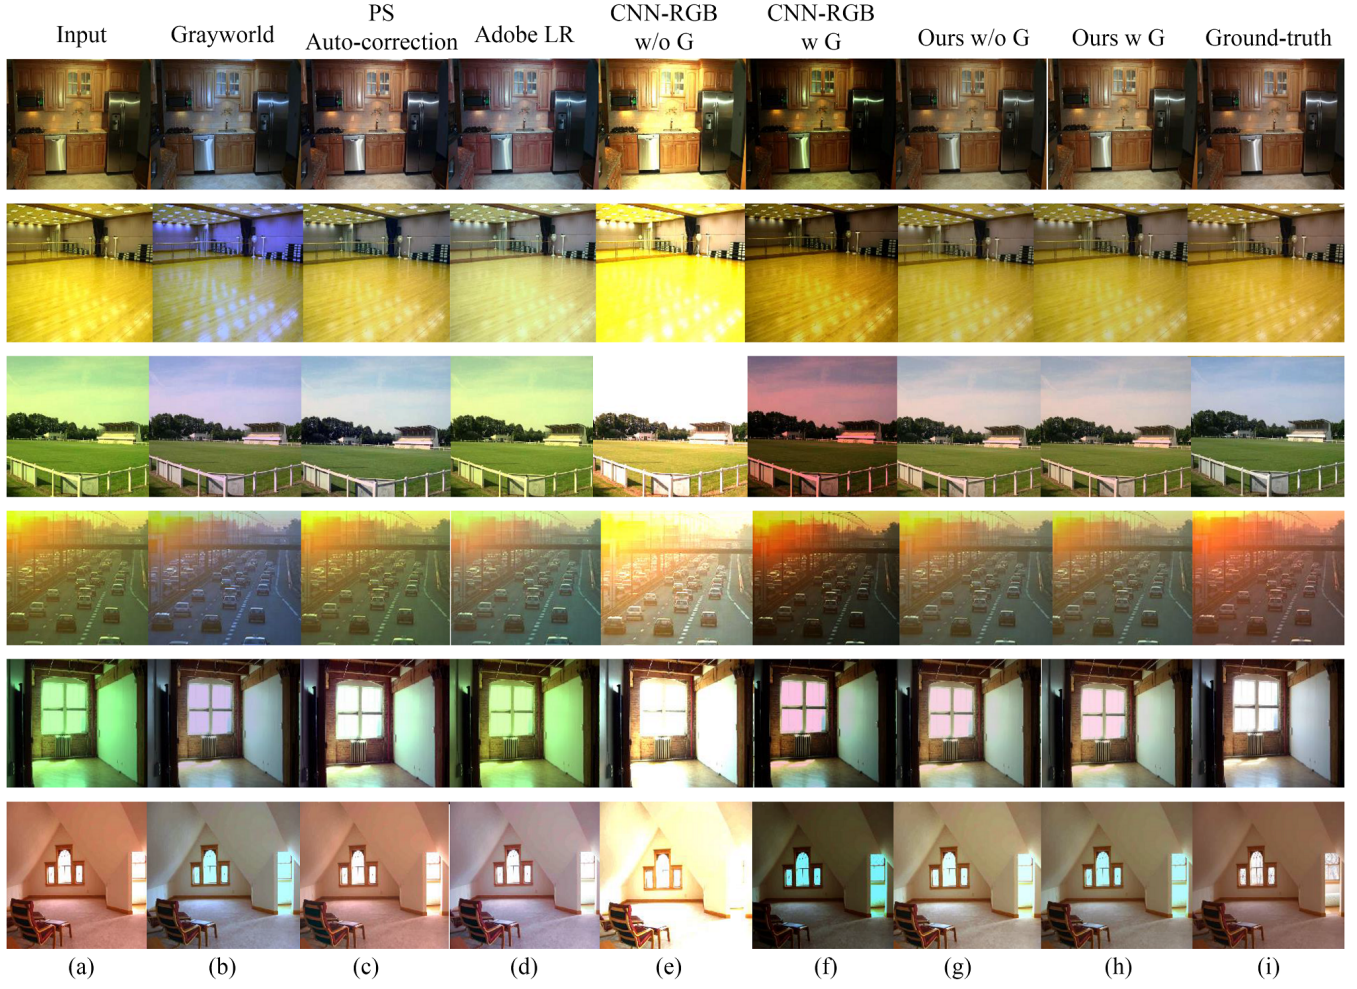 Input
Grayworld
PS
Auto-correction
Adobe LR
CNN-RGB
w/o G
CNN-RGB
w G
Ours w/o G
Ours w G
Ground-truth
(a)
(b)
(c)
(d)
(e)
(f)
(g)
(h)
(i)